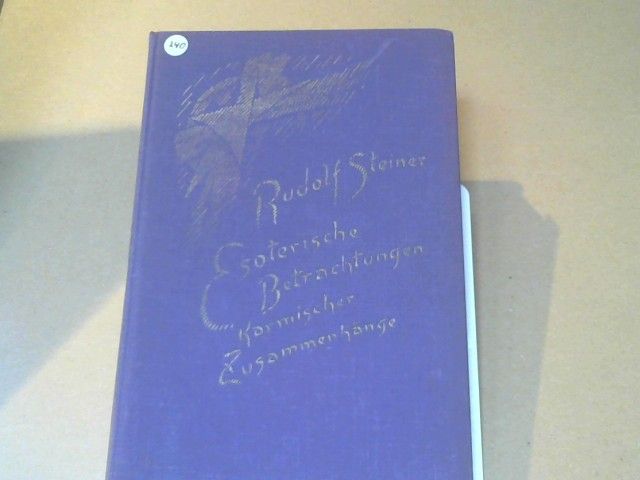 240
Rudolf Steiner
Esoterische
Betrachtungen
Karmischer
Zusammenhänge